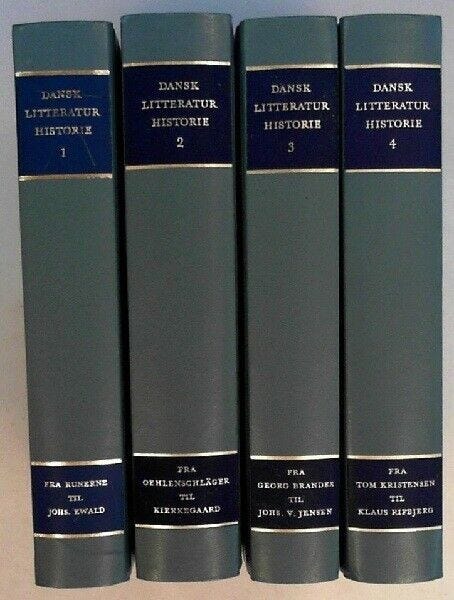 DANSK
LITTERATUR
HISTORIE
1
FRA RUNERNE
TIL
JOHS. EWALD
DANSK
LITTERATUR
HISTORIE
2
FRA
OEHLENSCHLÄGER
TIL
KIERKEGAARD
DANSK
LITTERATUR
HISTORIE
3
FRA
GEORG BRANDES
TIL
JOHS. V. JENSEN
DANSK
LITTERATUR
HISTORIE
4
FRA
TOM KRISTENSEN
TIL
KLAUS RIFBJERG